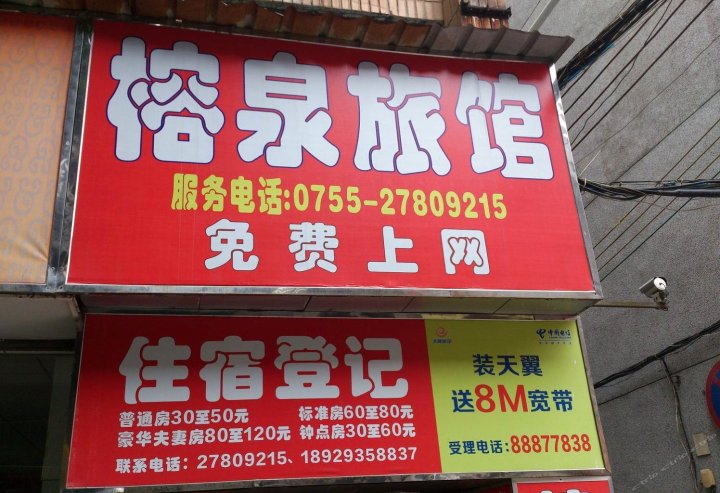 榕泉旅馆
服务电话:0755-27809215
免费上网
住宿登记
普通房30至50元 标准房60至80元
豪华夫妻房80至120元 钟点房30至60元
联系电话：27809215、18929358837
中国电信
装天翼
送8M宽带
受理电话:88877838